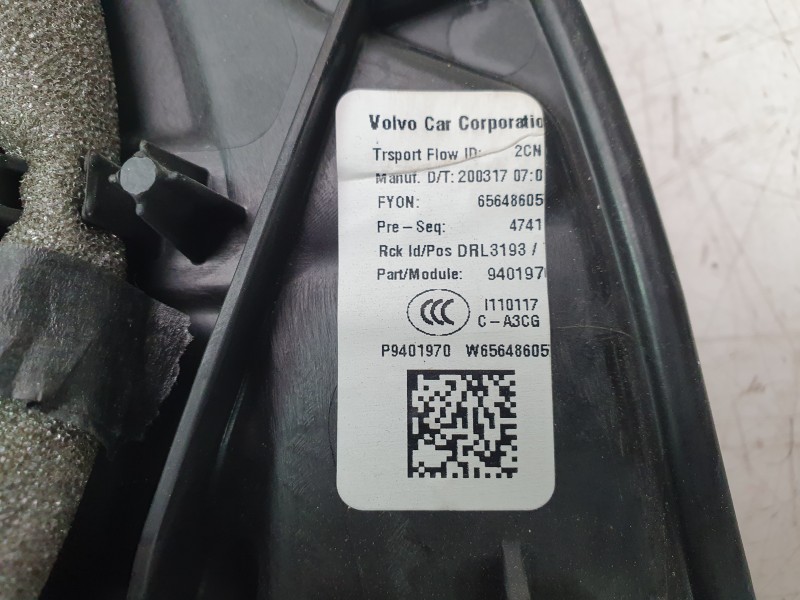 Volvo Car Corporatio
Trsport Flow ID: 2CN
Manuf. D/T: 200317 07:0
FYON: 65648605
Pre-Seq: 4741
Rck Id/Pos DRL3193 /
Part/Module: 940197
CCC I110117
C-A3CG
P9401970 W65648605